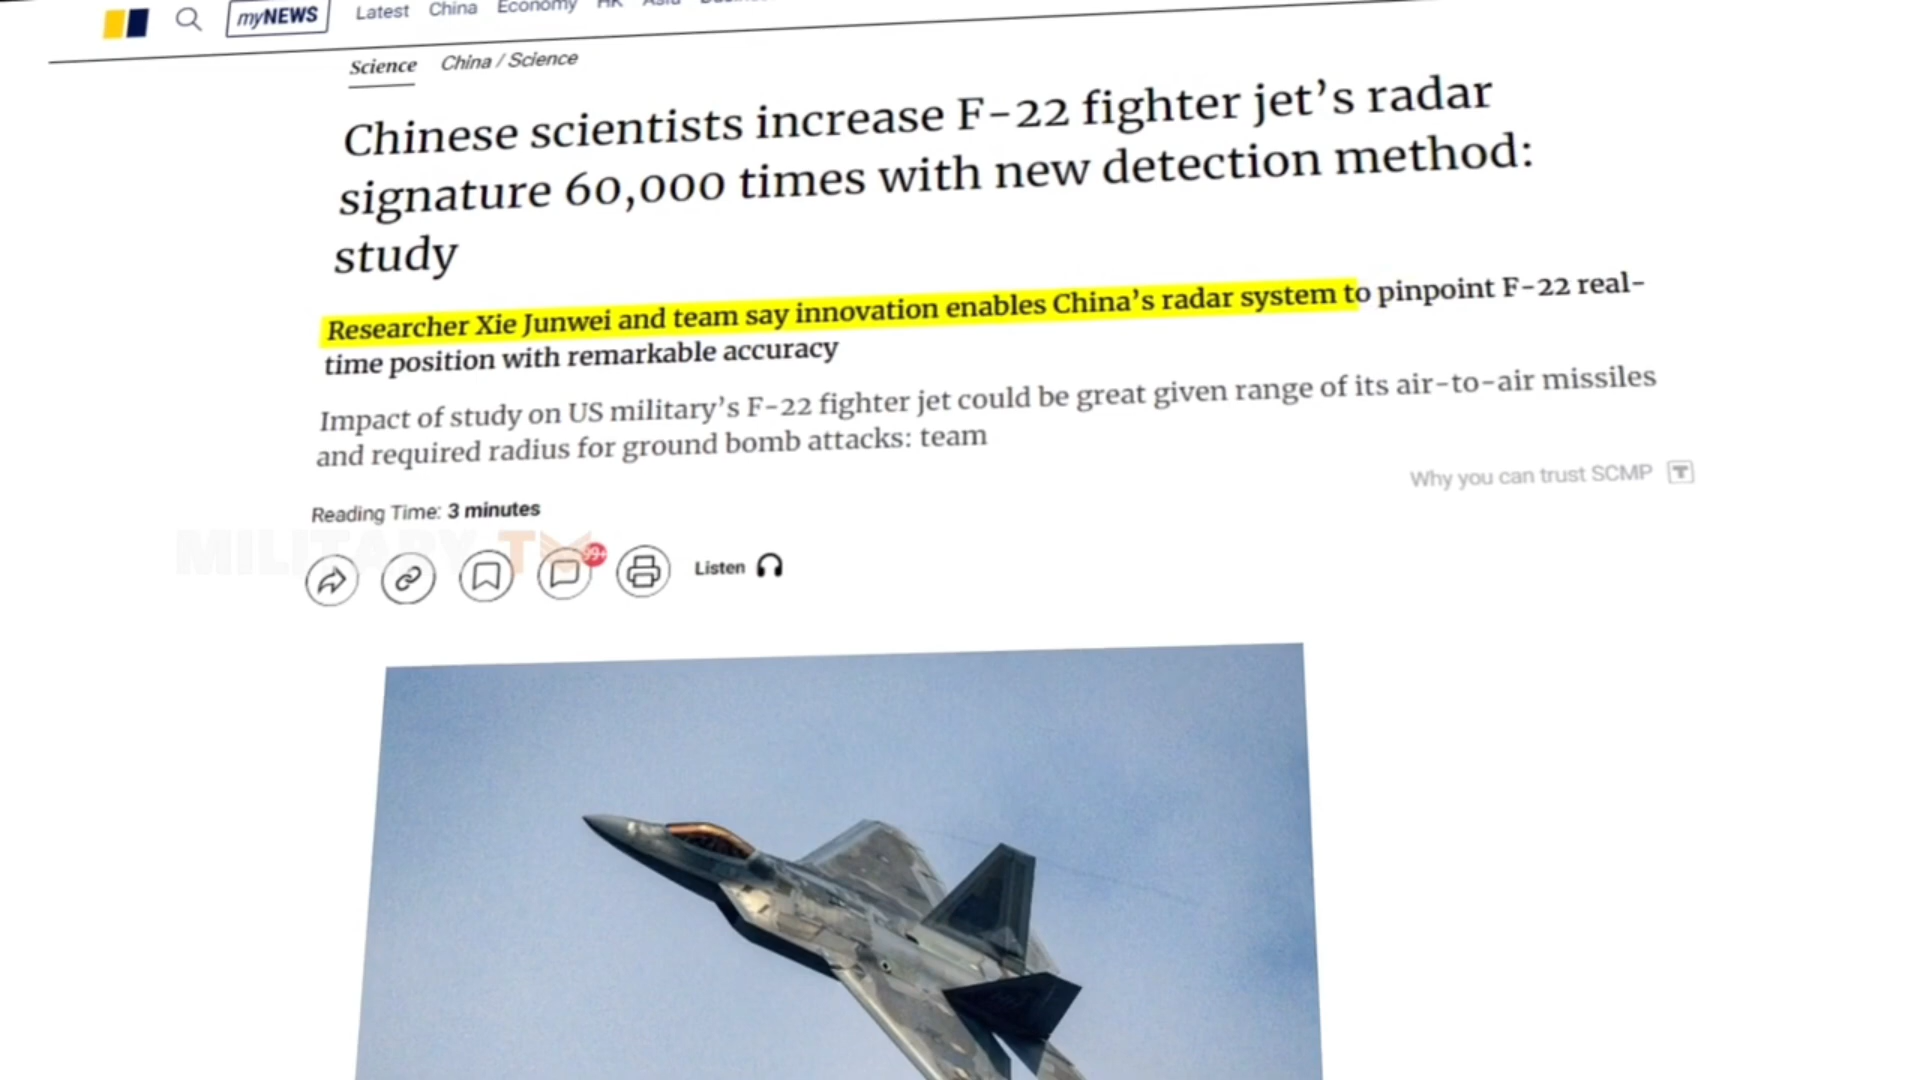 myNEWS
Latest China Economy HK Asia
Science China / Science
Chinese scientists increase F-22 fighter jet’s radar
signature 60,000 times with new detection method:
study
Researcher Xie Junwei and team say innovation enables China’s radar system to pinpoint F-22 real-
time position with remarkable accuracy
Impact of study on US military’s F-22 fighter jet could be great given range of its air-to-air missiles
and required radius for ground bomb attacks: team
Why you can trust SCMP T
Reading Time: 3 minutes
MILITARY TV
99+
Listen